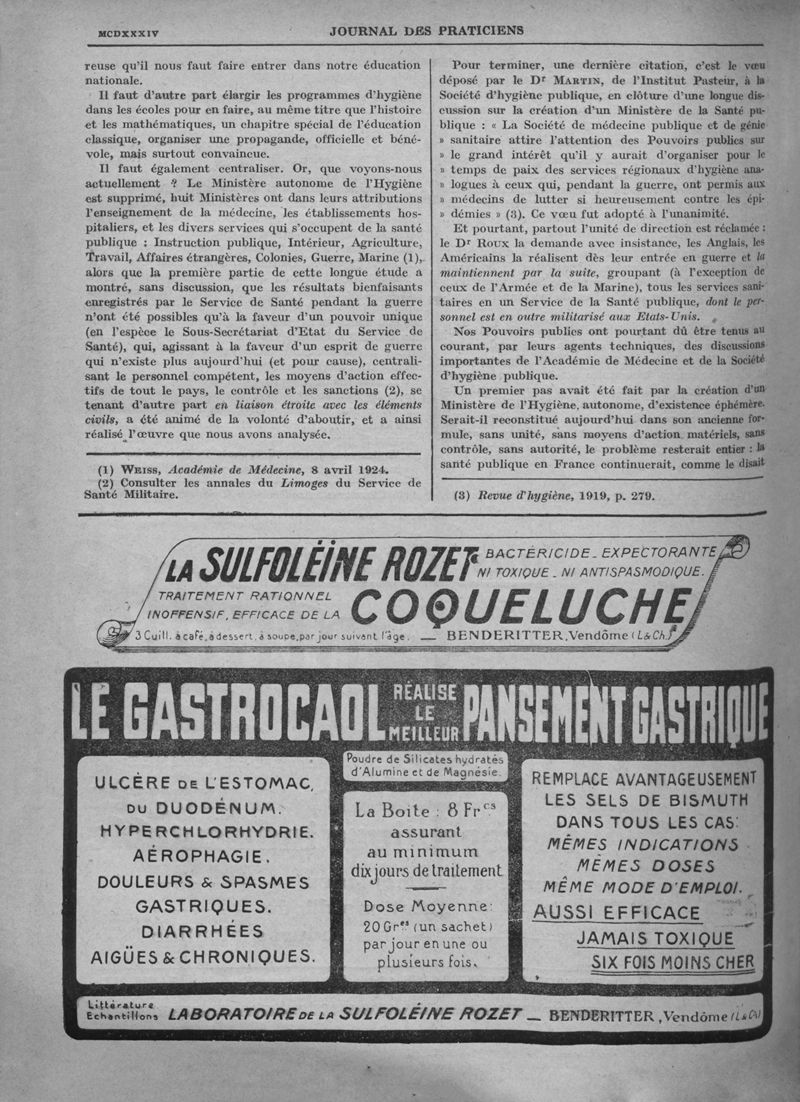 MCDXXXIV
JOURNAL DES PRATICIENS
reuse qu'il nous faut faire entrer dans notre éducation
nationale.
Il faut d'autre part élargir les programmes d'hygiène
dans les écoles pour en faire, au même titre que l'histoire
et les mathématiques, un chapitre spécial de l'éducation
classique, organiser une propagande, officielle et béné-
vole, mais surtout convaincue.
Il faut également centraliser. Or, que voyons-nous
actuellement ? Le Ministère autonome de l'Hygiène
est supprimé, huit Ministères ont dans leurs attributions
l'enseignement de la médecine, les établissements hos-
pitaliers, et les divers services qui s'occupent de la santé
publique : Instruction publique, Intérieur, Agriculture,
Travail, Affaires étrangères, Colonies, Guerre, Marine (1),
alors que la première partie de cette longue étude a
montré, sans discussion, que les résultats bienfaisants
enregistrés par le Service de Santé pendant la guerre
n'ont été possibles qu'à la faveur d'un pouvoir unique
(en l'espèce le Sous-Secrétariat d'Etat du Service de
Santé), qui, agissant à la faveur d'un esprit de guerre
qui n'existe plus aujourd'hui (et pour cause), centrali-
sant le personnel compétent, les moyens d'action effec-
tifs de tout le pays, le contrôle et les sanctions (2), se
tenant d'autre part en liaison étroite avec les éléments
civils, a été animé de la volonté d'aboutir, et a ainsi
réalisé l'œuvre que nous avons analysée.
(1) WEISS, Académie de Médecine, 8 avril 1924.
(2) Consulter les annales du Limoges du Service de
Santé Militaire.
Pour terminer, une dernière citation, c'est le vœu
déposé par le Dr MARTIN, de l'Institut Pasteur, à la
Société d'hygiène publique, en clôture d'une longue dis-
cussion sur la création d'un Ministère de la Santé pu-
blique : « La Société de médecine publique et de génie
» sanitaire attire l'attention des Pouvoirs publics sur
» le grand intérêt qu'il y aurait d'organiser pour le
» temps de paix des services régionaux d'hygiène ana-
» logues à ceux qui, pendant la guerre, ont permis aux
» médecins de lutter si heureusement contre les épi-
» démies » (3). Ce vœu fut adopté à l'unanimité.
Et pourtant, partout l'unité de direction est réclamée :
le Dr ROUX la demande avec insistance, les Anglais, les
Américains la réalisent dès leur entrée en guerre et la
maintiennent par la suite, groupant (à l'exception de
ceux de l'Armée et de la Marine), tous les services sani-
taires en un Service de la Santé publique, dont le per-
sonnel est en outre militarisé aux Etats-Unis.
Nos Pouvoirs publics ont pourtant dû être tenus au
courant, par leurs agents techniques, des discussions
importantes de l'Académie de Médecine et de la Société
d'hygiène publique.
Un premier pas avait été fait par la création d'un
Ministère de l'Hygiène, autonome, d'existence éphémère.
Serait-il reconstitué aujourd'hui dans son ancienne for-
mule, sans unité, sans moyens d'action matériels, sans
contrôle, sans autorité, le problème resterait entier : la
santé publique en France continuerait, comme le disait
(3) Revue d'hygiène, 1919, p. 279.
LA SULFOLÉINE ROZET
BACTÉRICIDE _ EXPECTORANTE
NI TOXIQUE _ NI ANTISPASMODIQUE.
TRAITEMENT RATIONNEL
INOFFENSIF, EFFICACE DE LA
COQUELUCHE
3 Cuill. à café, à dessert, à soupe, par jour suivant l'âge. _ BENDERITTER, Vendôme (L & Ch.)
LE GASTROCAOL RÉALISE LE MEILLEUR PANSEMENT GASTRIQUE
ULCÈRE DE L'ESTOMAC,
DU DUODÉNUM.
HYPERCHLORHYDRIE.
AÉROPHAGIE.
DOULEURS & SPASMES
GASTRIQUES.
DIARRHÉES
AIGÜES & CHRONIQUES.
Poudre de Silicates hydratés
d'Alumine et de Magnésie.
La Boite : 8 Frcs
assurant
au minimum
dix jours de traitement
Dose Moyenne:
20 Gres (un sachet)
par jour en une ou
plusieurs fois.
REMPLACE AVANTAGEUSEMENT
LES SELS DE BISMUTH
DANS TOUS LES CAS:
MÊMES INDICATIONS
MÊMES DOSES
MÊME MODE D'EMPLOI.
AUSSI EFFICACE
JAMAIS TOXIQUE
SIX FOIS MOINS CHER
Littérature
Echantillons
LABORATOIRE DE LA SULFOLÉINE ROZET _ BENDERITTER, Vendôme (L & Ch)